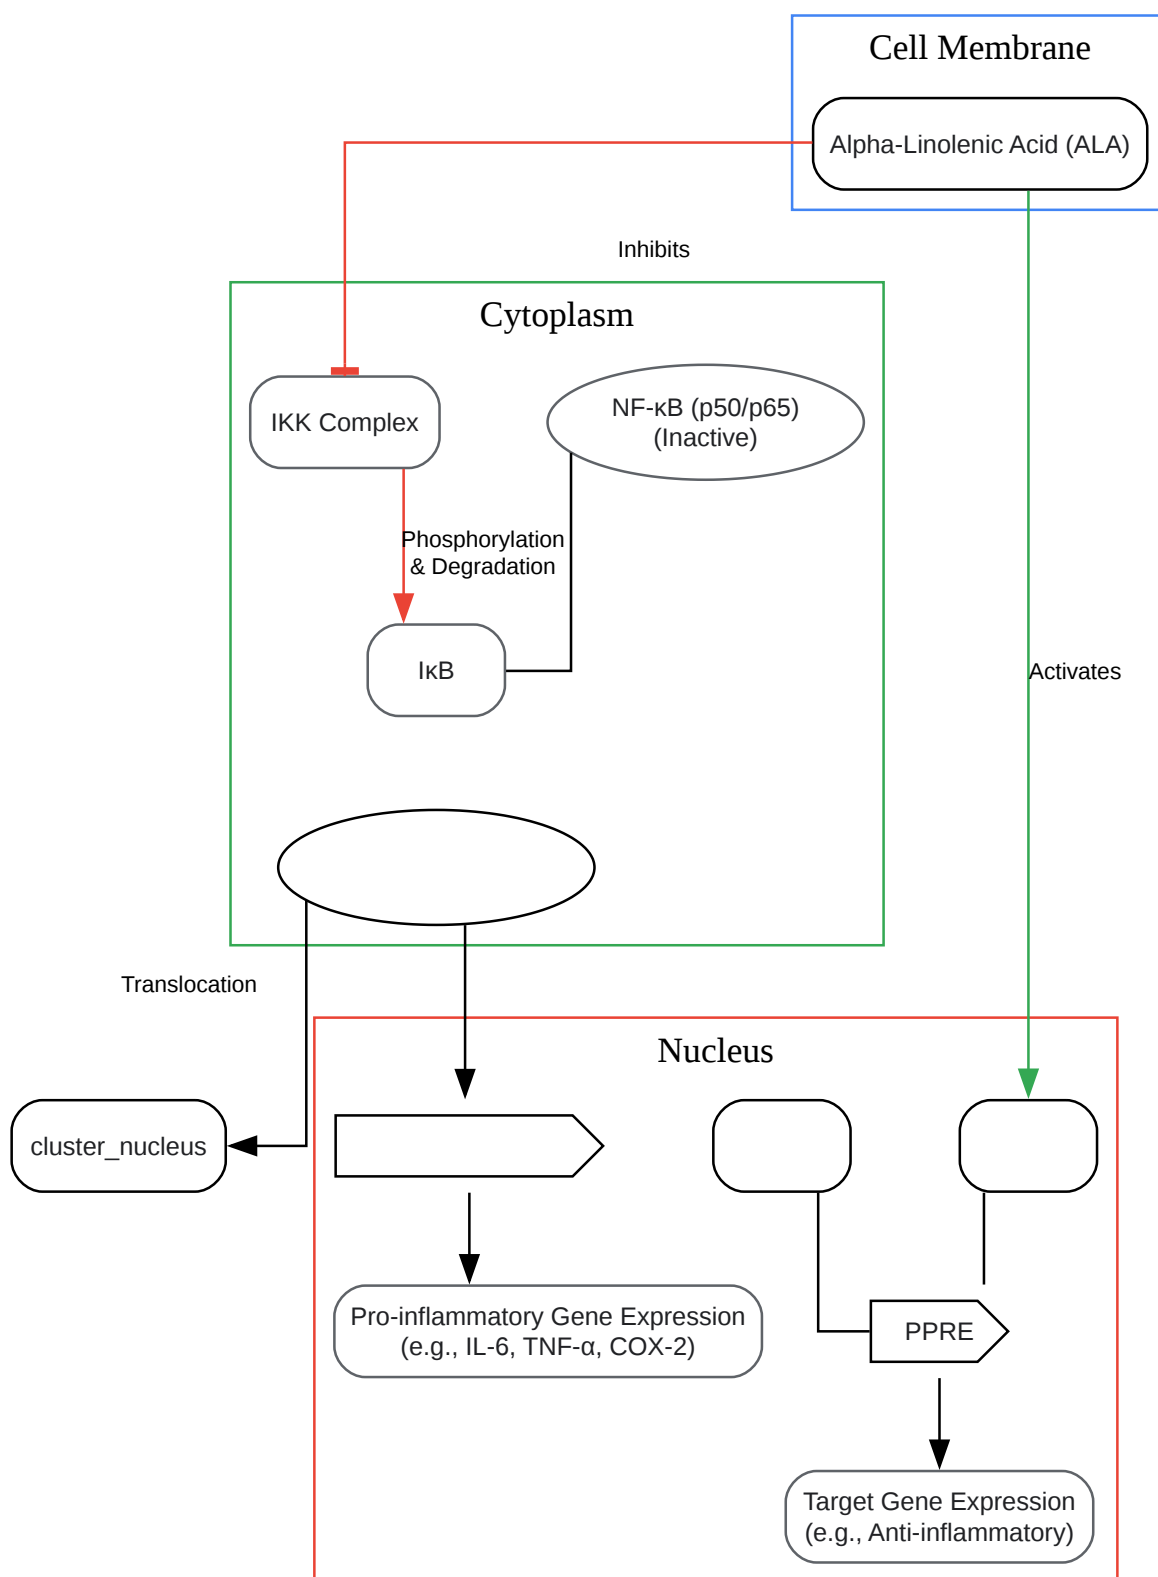 Cell Membrane
Alpha-Linolenic Acid (ALA)
Inhibits
Cytoplasm
IKK Complex
NF-κB (p50/p65)
(Inactive)
Phosphorylation
& Degradation
IκB
Activates
Translocation
Nucleus
cluster_nucleus
Pro-inflammatory Gene Expression
(e.g., IL-6, TNF-α, COX-2)
PPRE
Target Gene Expression
(e.g., Anti-inflammatory)